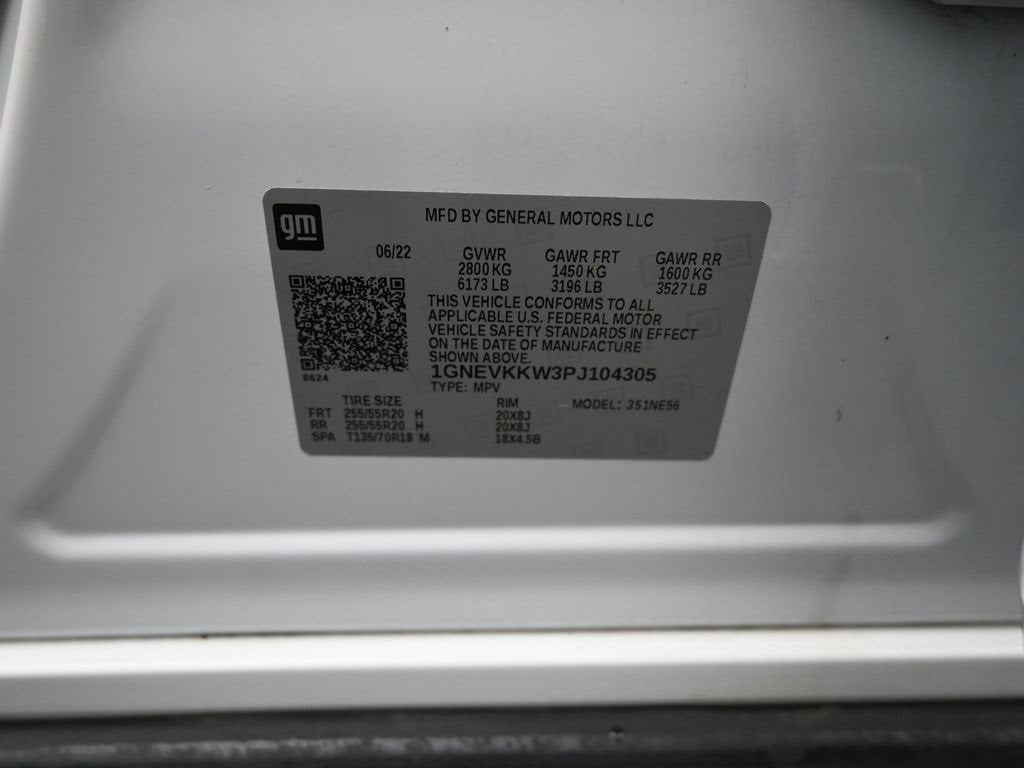 gm
MFD BY GENERAL MOTORS LLC
06/22 GVWR GAWR FRT GAWR RR
2800 KG 1450 KG 1600 KG
6173 LB 3196 LB 3527 LB
THIS VEHICLE CONFORMS TO ALL
APPLICABLE U.S. FEDERAL MOTOR
VEHICLE SAFETY STANDARDS IN EFFECT
ON THE DATE OF MANUFACTURE
SHOWN ABOVE.
8624
1GNEVKKW3PJ104305
TYPE: MPV
TIRE SIZE RIM MODEL: 351NE56
FRT 255/55R20 H 20X8J
RR 255/55R20 H 20X8J
SPA T135/70R18 M 18X4.5B